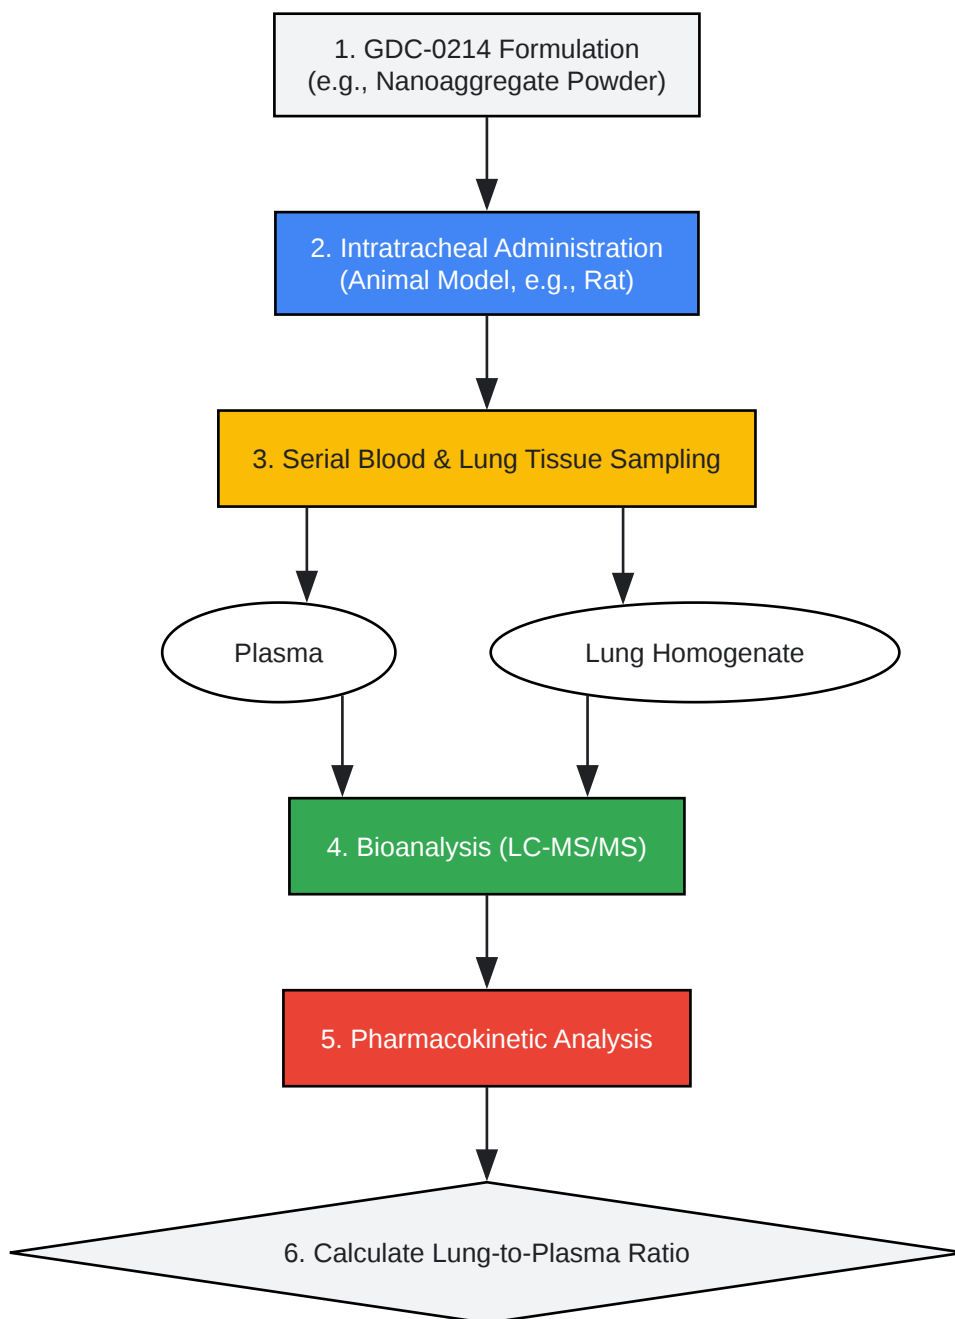 1. GDC-0214 Formulation
(e.g., Nanoaggregate Powder)
2. Intratracheal Administration
(Animal Model, e.g., Rat)
3. Serial Blood & Lung Tissue Sampling
Plasma
Lung Homogenate
4. Bioanalysis (LC-MS/MS)
5. Pharmacokinetic Analysis
6. Calculate Lung-to-Plasma Ratio